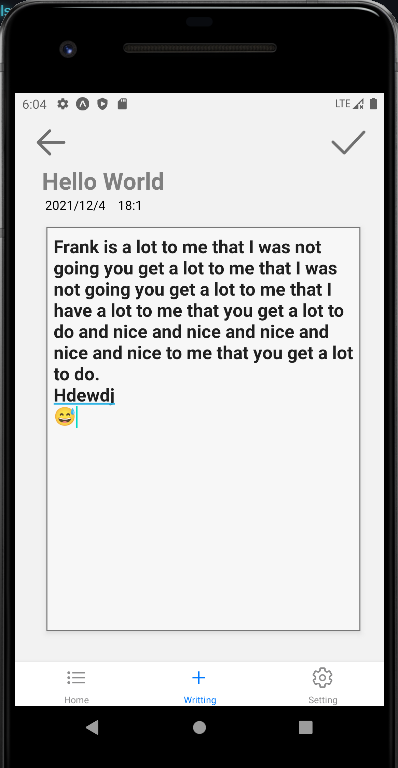 ls
6:04 LTE
Hello World
2021/12/4 18:1
Frank is a lot to me that I was not
going you get a lot to me that I was
not going you get a lot to me that I
have a lot to me that you get a lot to
do and nice and nice and nice and
nice and nice to me that you get a lot
to do.
Hdewdj
😅
Home Writting Setting